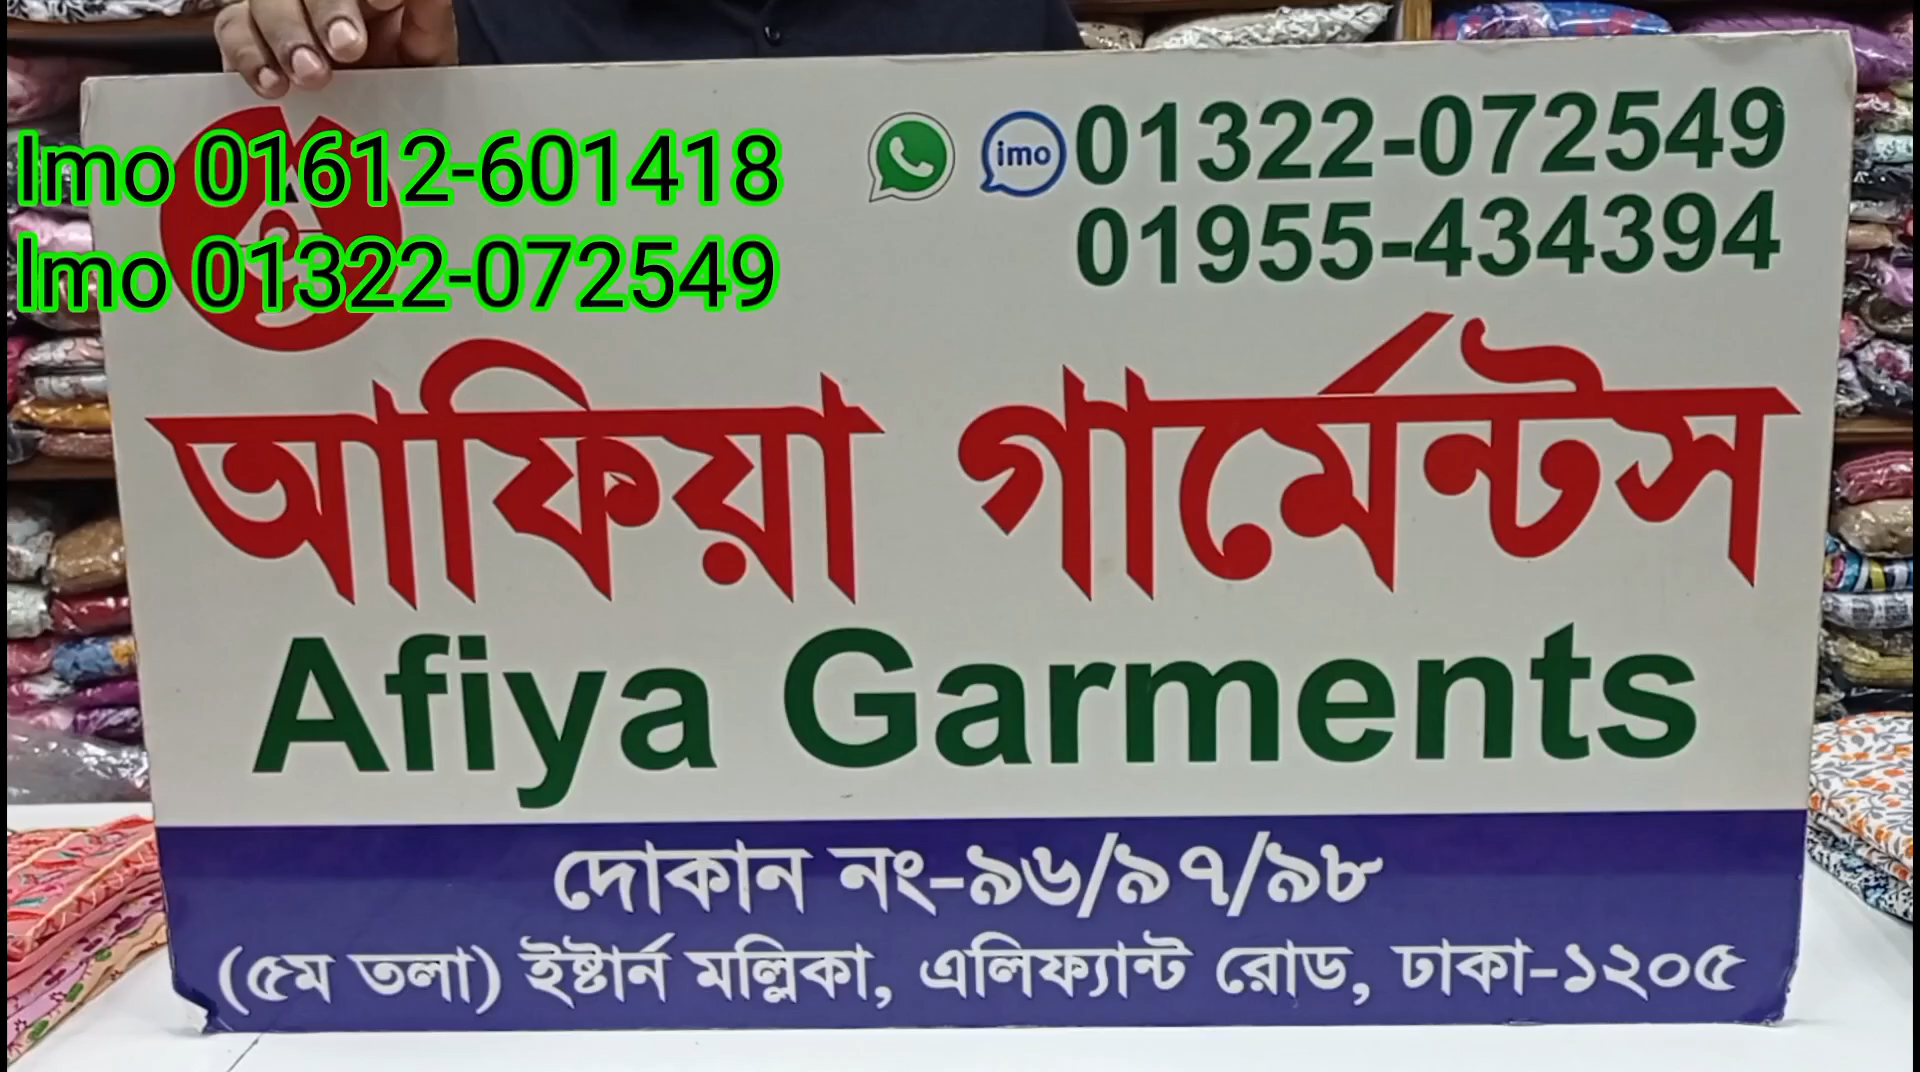 Imo 01612-601418
Imo 01322-072549
imo 01322-072549
01955-434394
আফিয়া গার্মেন্টস
Afiya Garments
দোকান নং-৯৬/৯৭/৯৮
(৫ম তলা) ইষ্টার্ন মল্লিকা, এলিফ্যান্ট রোড, ঢাকা-১২০৫